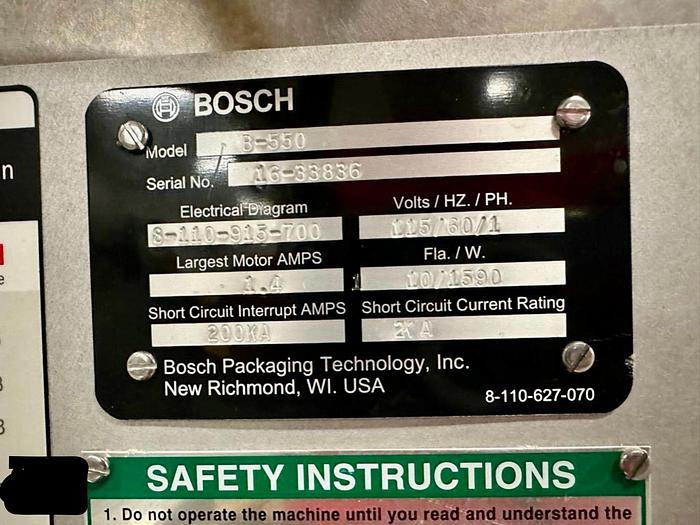 BOSCH
Model B-550
Serial No. 16-33836
Electrical Diagram Volts / HZ. / PH.
8-110-915-700 115/60/1
Largest Motor AMPS Fla. / W.
1.4 10/1590
Short Circuit Interrupt AMPS Short Circuit Current Rating
200KA 2KA
Bosch Packaging Technology, Inc.
New Richmond, WI. USA
8-110-627-070
SAFETY INSTRUCTIONS
1. Do not operate the machine until you read and understand the